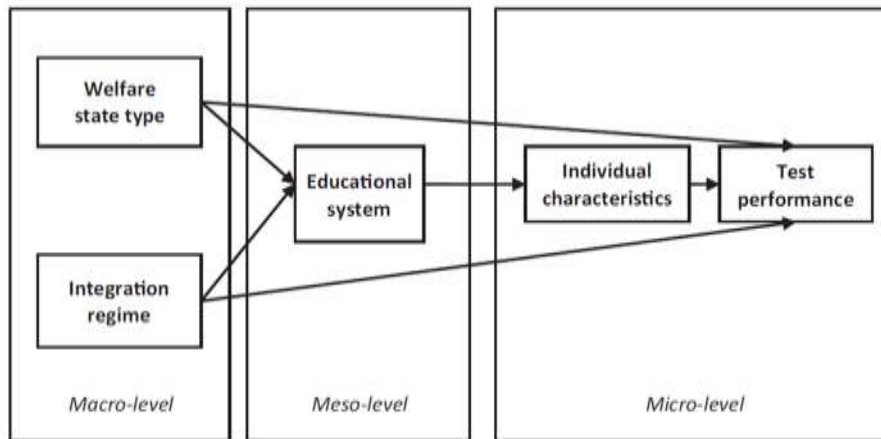 Welfare
state type
Educational
system
Individual
characteristics
Test
performance
Integration
regime
Macro-level
Meso-level
Micro-level